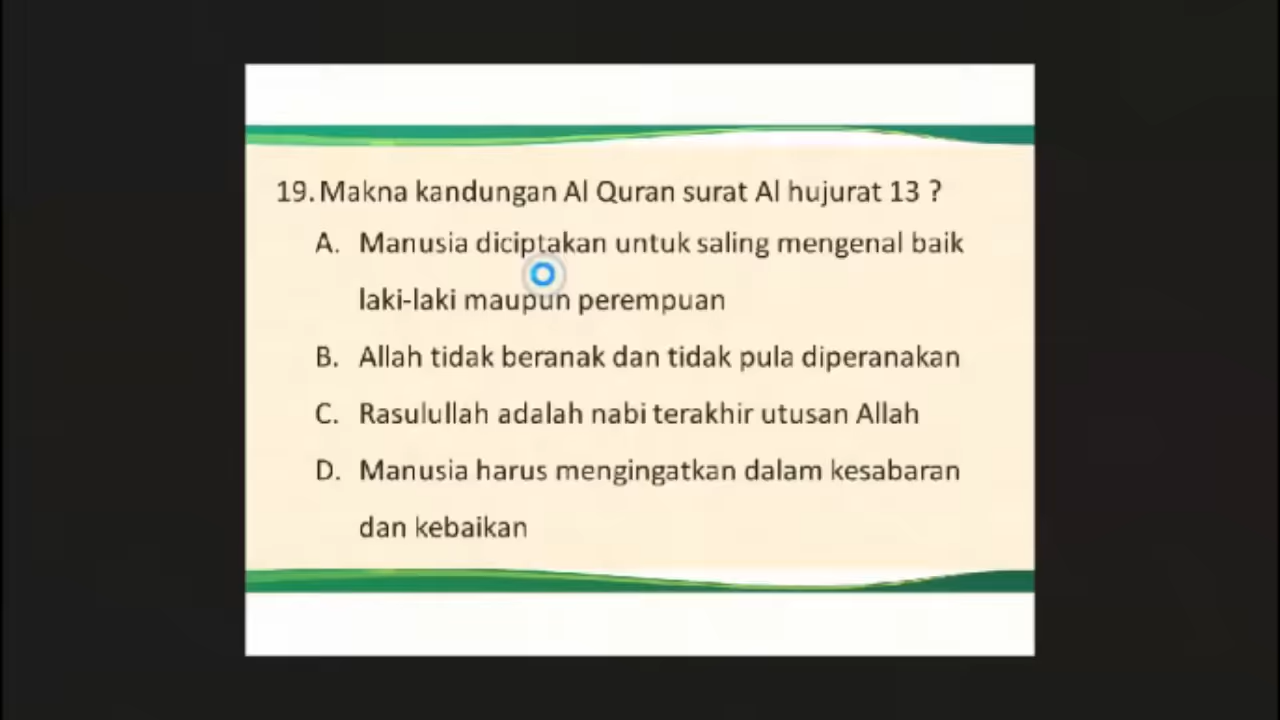 19. Makna kandungan Al Quran surat Al hujurat 13 ?
A. Manusia diciptakan untuk saling mengenal baik
laki-laki maupun perempuan
B. Allah tidak beranak dan tidak pula diperanakan
C. Rasulullah adalah nabi terakhir utusan Allah
D. Manusia harus mengingatkan dalam kesabaran
dan kebaikan